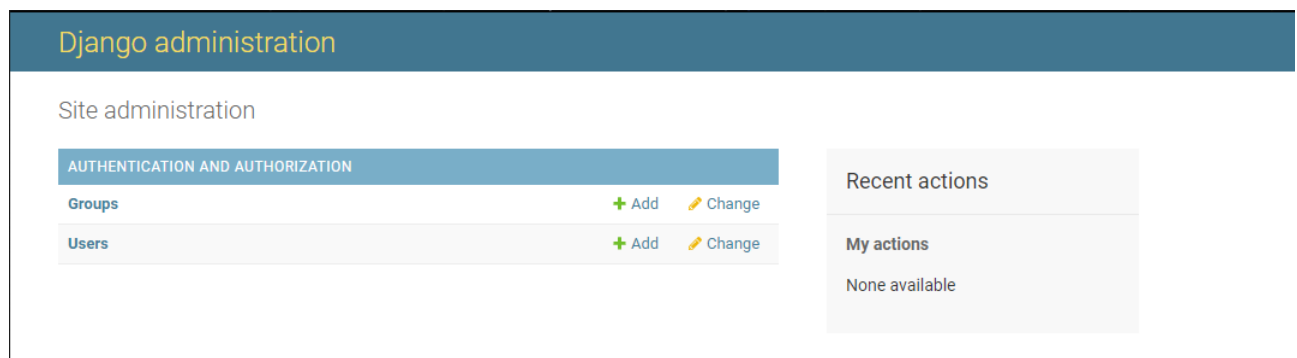 Django administration
Site administration
AUTHENTICATION AND AUTHORIZATION
Groups Add Change
Users Add Change
Recent actions
My actions
None available